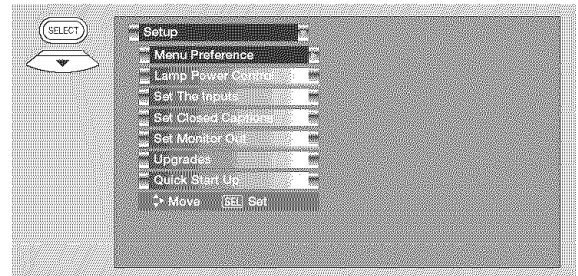 SELECT
Setup
Menu Preference
Lamp Power Control
Set The Inputs
Set Closed Captions
Set Monitor Out
Upgrades
Quick Start Up
Move SEL Set